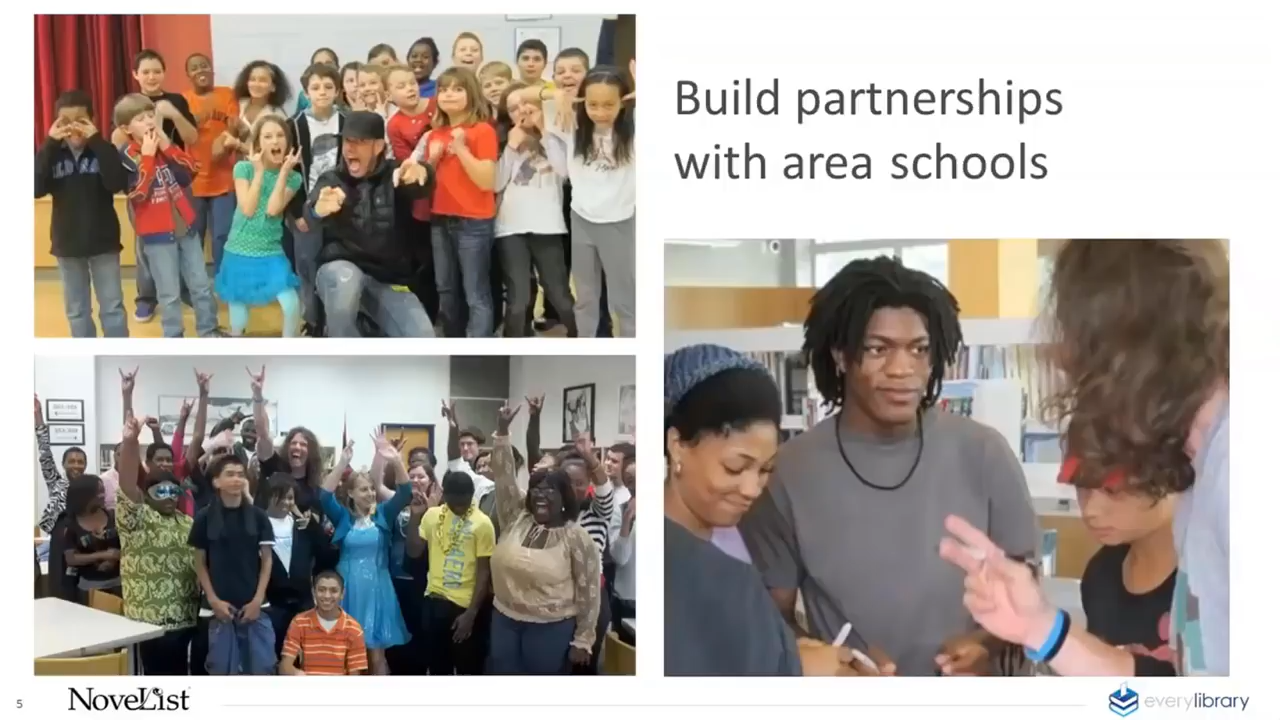 Build partnerships
with area schools
5
NoveList
everylibrary